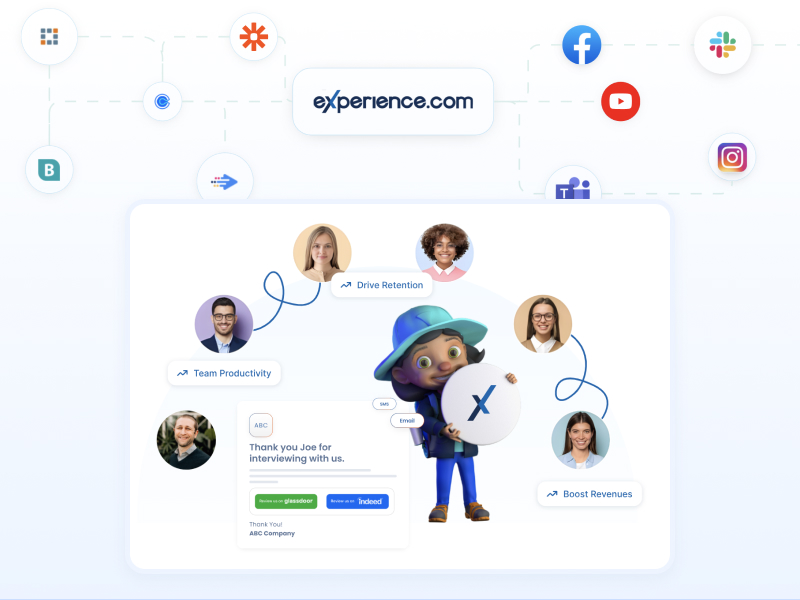 experience.com
B
T
Drive Retention
Team Productivity
SMS
Email
ABC
Thank you Joe for
interviewing with us.
Review us on glassdoor
Review us on indeed
Thank You!
ABC Company
X
Boost Revenues